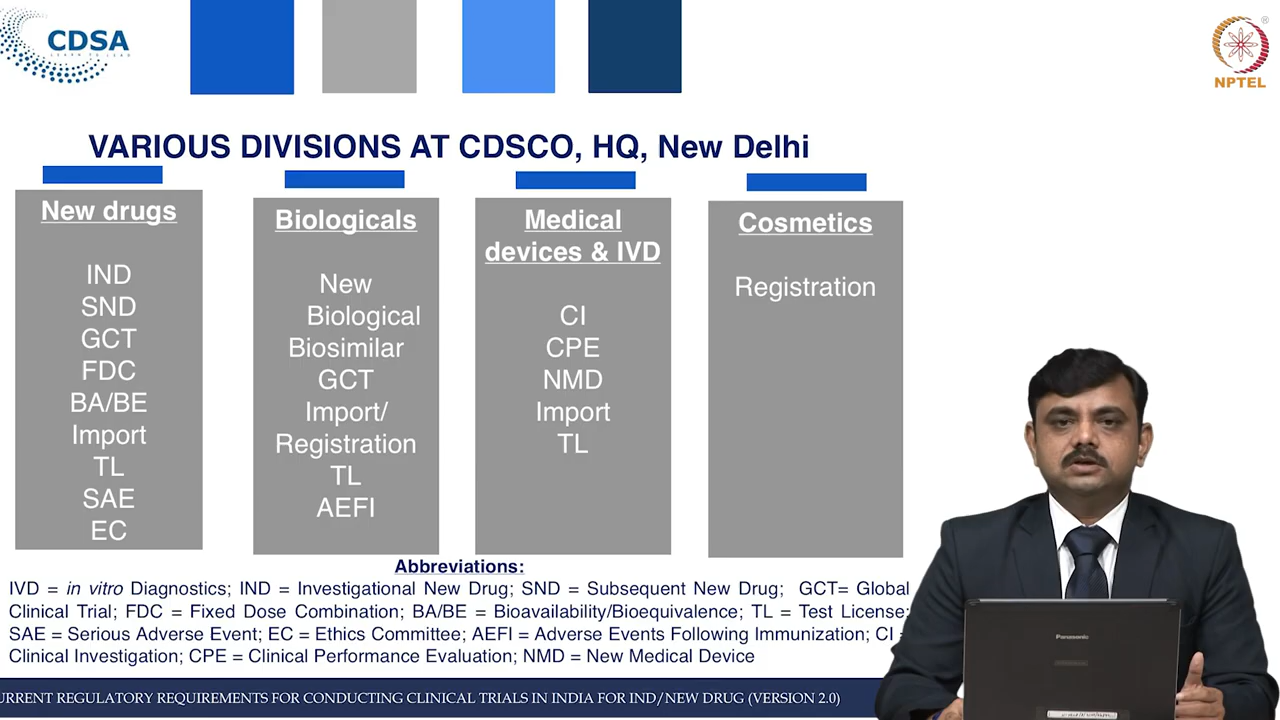 CDSA
LEARN TO LEAD
®
NPTEL
VARIOUS DIVISIONS AT CDSCO, HQ, New Delhi
New drugs
IND
SND
GCT
FDC
BA/BE
Import
TL
SAE
EC
Biologicals
New
Biological
Biosimilar
GCT
Import/
Registration
TL
AEFI
Medical
devices & IVD
CI
CPE
NMD
Import
TL
Cosmetics
Registration
Abbreviations:
IVD = in vitro Diagnostics; IND = Investigational New Drug; SND = Subsequent New Drug; GCT= Global
Clinical Trial; FDC = Fixed Dose Combination; BA/BE = Bioavailability/Bioequivalence; TL = Test License;
SAE = Serious Adverse Event; EC = Ethics Committee; AEFI = Adverse Events Following Immunization; CI =
Clinical Investigation; CPE = Clinical Performance Evaluation; NMD = New Medical Device
URRENT REGULATORY REQUIREMENTS FOR CONDUCTING CLINICAL TRIALS IN INDIA FOR IND/NEW DRUG (VERSION 2.0)
Panasonic